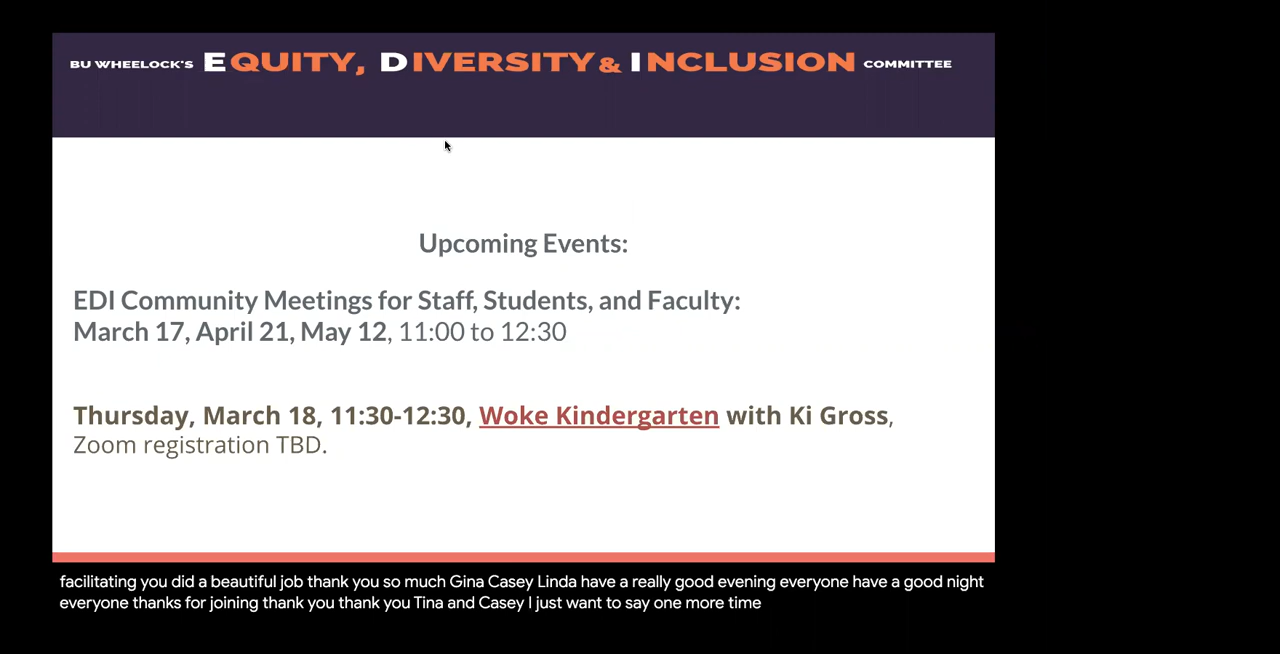 BU WHEELOCK'S EQUITY, DIVERSITY & INCLUSION COMMITTEE
Upcoming Events:
EDI Community Meetings for Staff, Students, and Faculty:
March 17, April 21, May 12, 11:00 to 12:30
Thursday, March 18, 11:30-12:30, Woke Kindergarten with Ki Gross,
Zoom registration TBD.
facilitating you did a beautiful job thank you so much Gina Casey Linda have a really good evening everyone have a good night
everyone thanks for joining thank you thank you Tina and Casey I just want to say one more time